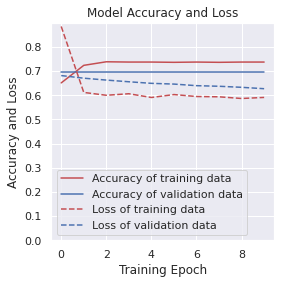 Model Accuracy and Loss
Accuracy and Loss
0.8
0.7
0.6
0.5
0.4
0.3
0.2
0.1
0.0
Accuracy of training data
Accuracy of validation data
Loss of training data
Loss of validation data
0 2 4 6 8
Training Epoch